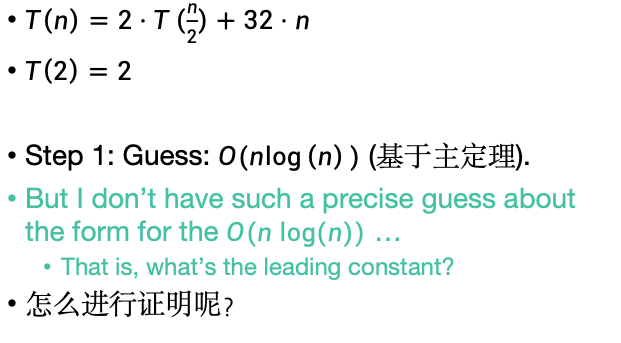 • T(n) = 2 · T (n/2) + 32 · n
• T(2) = 2
• Step 1: Guess: O(nlog (n) ) (基于主定理).
• But I don’t have such a precise guess about
the form for the O(n log(n)) …
• That is, what’s the leading constant?
• 怎么进行证明呢?